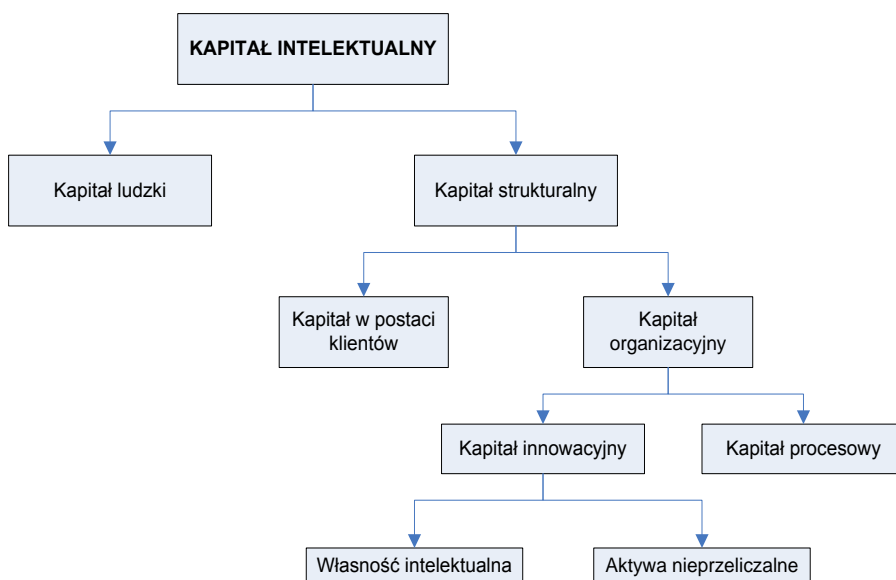 KAPITAŁ INTELEKTUALNY
Kapitał ludzki
Kapitał strukturalny
Kapitał w postaci
klientów
Kapitał
organizacyjny
Kapitał innowacyjny
Kapitał procesowy
Własność intelektualna
Aktywa nieprzeliczalne